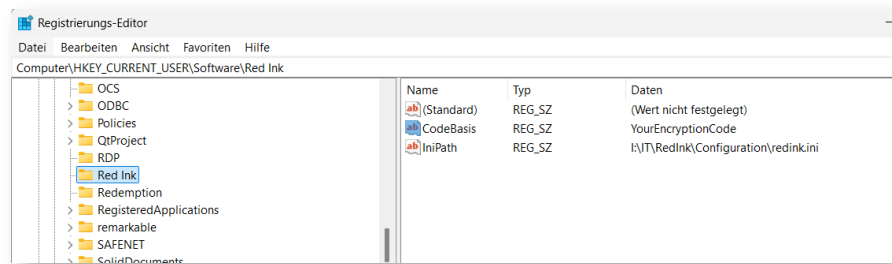 Registrierungs-Editor
Datei Bearbeiten Ansicht Favoriten Hilfe
Computer\HKEY_CURRENT_USER\Software\Red Ink
OCS
ODBC
Policies
QtProject
RDP
Red Ink
Redemption
RegisteredApplications
remarkable
SAFENET
SolidDocuments
Name Typ Daten
(Standard) REG_SZ (Wert nicht festgelegt)
CodeBasis REG_SZ YourEncryptionCode
IniPath REG_SZ I:\IT\RedInk\Configuration\redink.ini